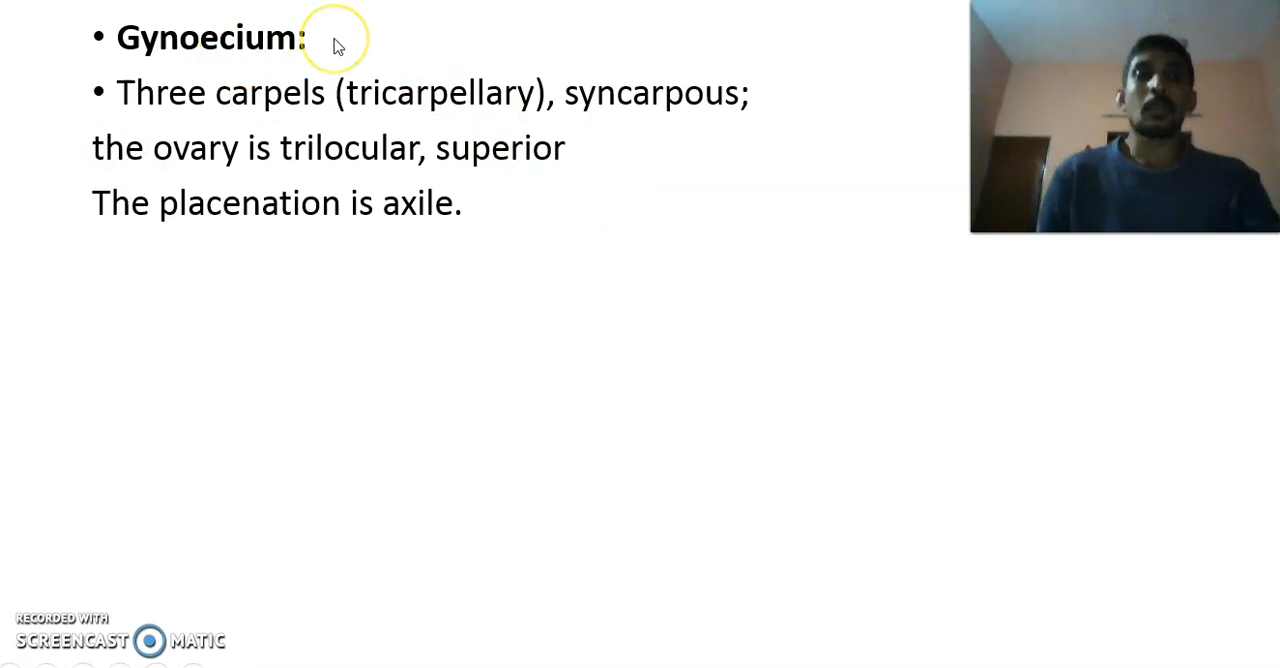 • Gynoecium:
• Three carpels (tricarpellary), syncarpous;
the ovary is trilocular, superior
The placenation is axile.
RECORDED WITH
SCREENCAST MATIC